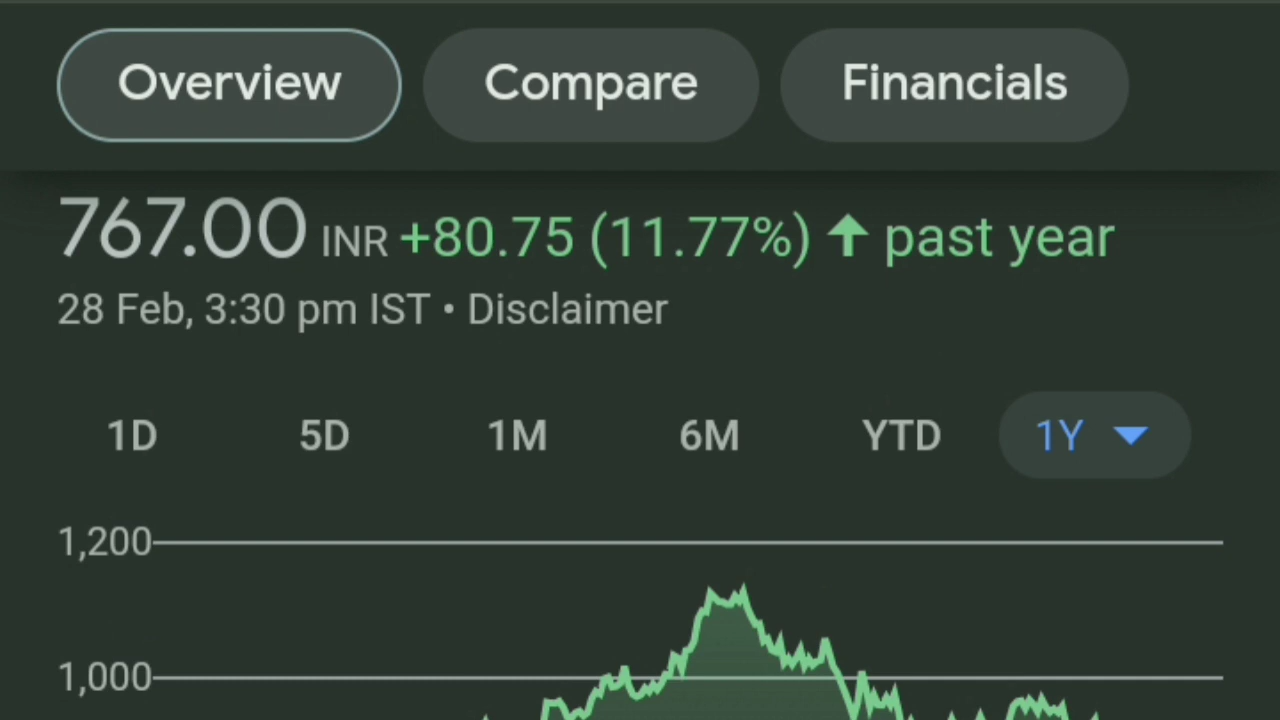 Overview Compare Financials
767.00 INR +80.75 (11.77%) ↑ past year
28 Feb, 3:30 pm IST • Disclaimer
1D 5D 1M 6M YTD 1Y
1,200
1,000